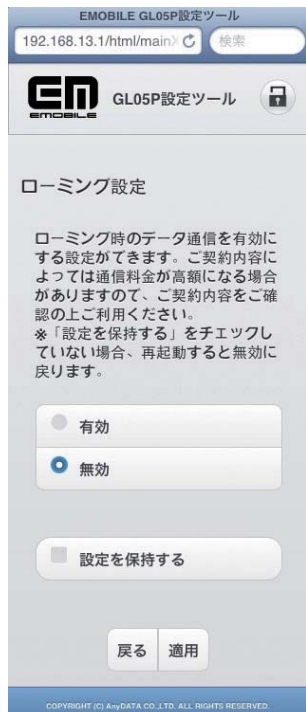 EMOBILE GL05P設定ツール
192.168.13.1/html/main
検索
EM
EMOBILE
GL05P設定ツール
ローミング設定
ローミング時のデータ通信を有効に
する設定ができます。ご契約内容に
よっては通信料金が高額になる場合
がありますので、ご契約内容をご確
認の上ご利用ください。
※「設定を保持する」をチェックし
ていない場合、再起動すると無効に
戻ります。
有効
無効
設定を保持する
戻る 適用
COPYRIGHT (C) AnyDATA CO.,LTD. ALL RIGHTS RESERVED.